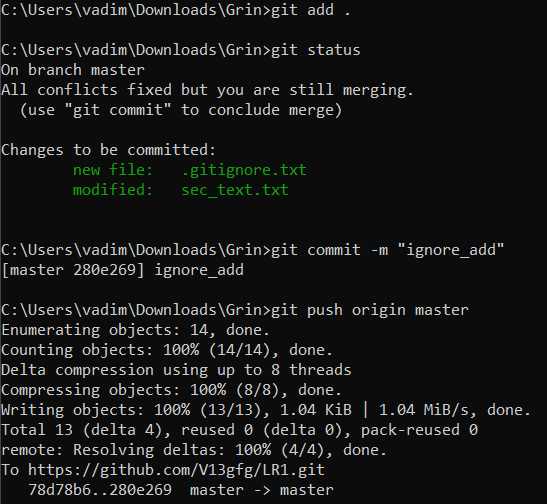 C:\Users\vadim\Downloads\Grin>git add .
C:\Users\vadim\Downloads\Grin>git status
On branch master
All conflicts fixed but you are still merging.
  (use "git commit" to conclude merge)
Changes to be committed:
        new file:   .gitignore.txt
        modified:   sec_text.txt
C:\Users\vadim\Downloads\Grin>git commit -m "ignore_add"
[master 280e269] ignore_add
C:\Users\vadim\Downloads\Grin>git push origin master
Enumerating objects: 14, done.
Counting objects: 100% (14/14), done.
Delta compression using up to 8 threads
Compressing objects: 100% (8/8), done.
Writing objects: 100% (13/13), 1.04 KiB | 1.04 MiB/s, done.
Total 13 (delta 4), reused 0 (delta 0), pack-reused 0
remote: Resolving deltas: 100% (4/4), done.
To https://github.com/V13gfg/LR1.git
   78d78b6..280e269  master -> master